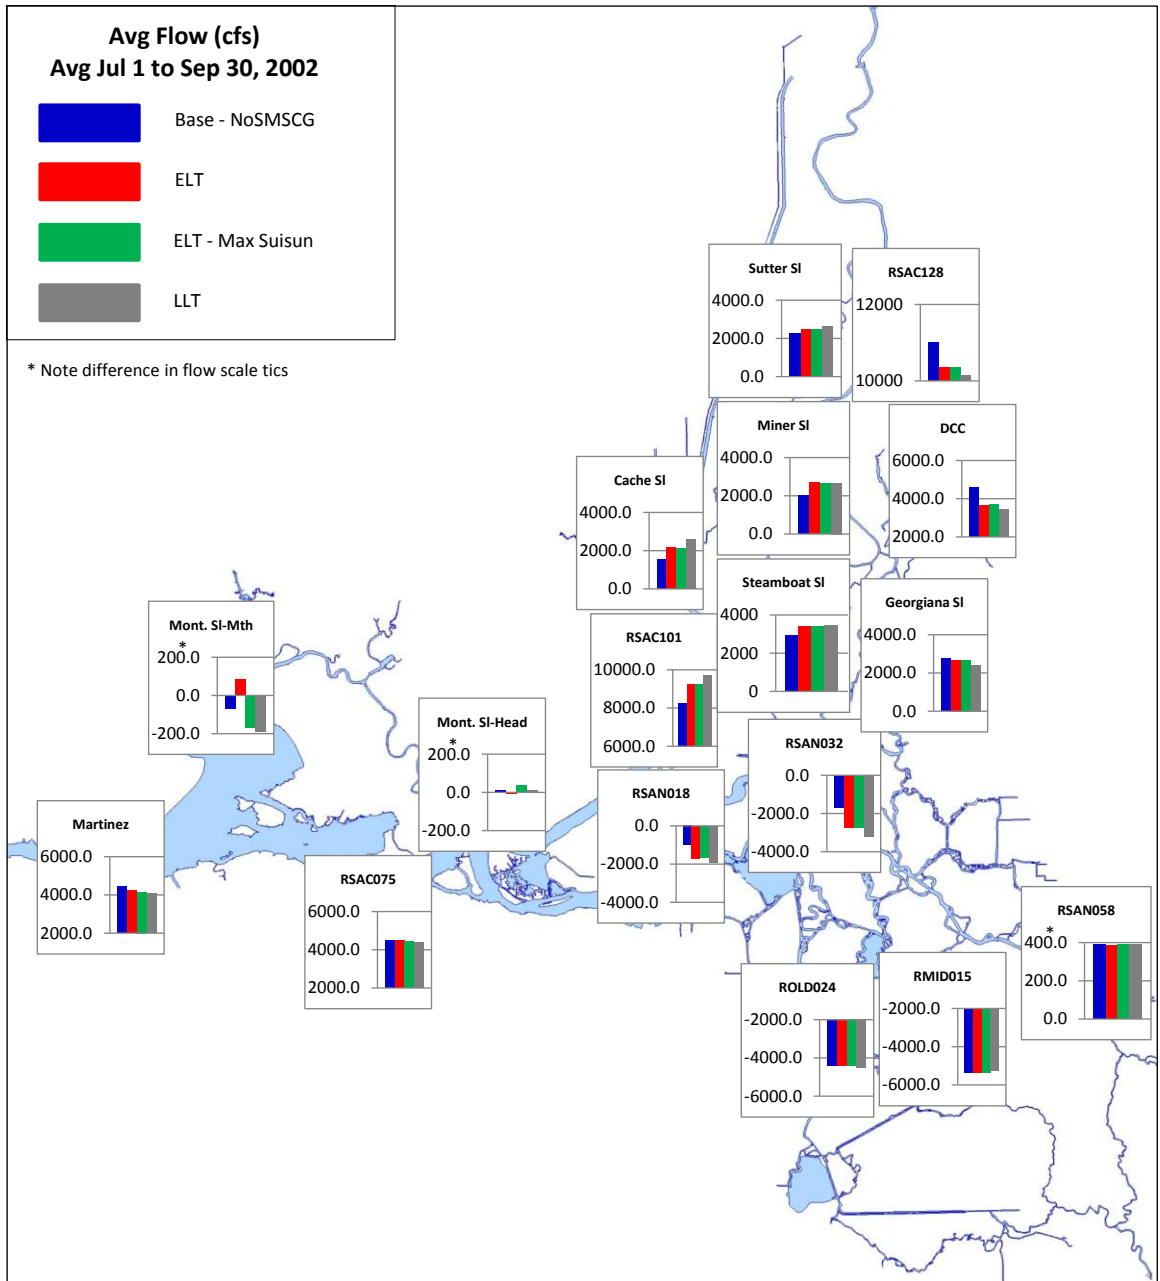 Avg Flow (cfs)
Avg Jul 1 to Sep 30, 2002
Base - NoSMSCG
ELT
ELT - Max Suisun
LLT
* Note difference in flow scale tics
Sutter Sl
4000.0
2000.0
0.0
RSAC128
12000
10000
Miner Sl
4000.0
2000.0
0.0
DCC
6000.0
4000.0
2000.0
Cache Sl
4000.0
2000.0
0.0
Steamboat Sl
4000
2000
0
Georgiana Sl
4000.0
2000.0
0.0
Mont. Sl-Mth
*
200.0
0.0
-200.0
RSAC101
10000.0
8000.0
6000.0
Mont. Sl-Head
*
200.0
0.0
-200.0
RSAN032
0.0
-2000.0
-4000.0
RSAN018
0.0
-2000.0
-4000.0
Martinez
6000.0
4000.0
2000.0
RSAC075
6000.0
4000.0
2000.0
RSAN058
*
400.0
200.0
0.0
ROLD024
-2000.0
-4000.0
-6000.0
RMID015
-2000.0
-4000.0
-6000.0